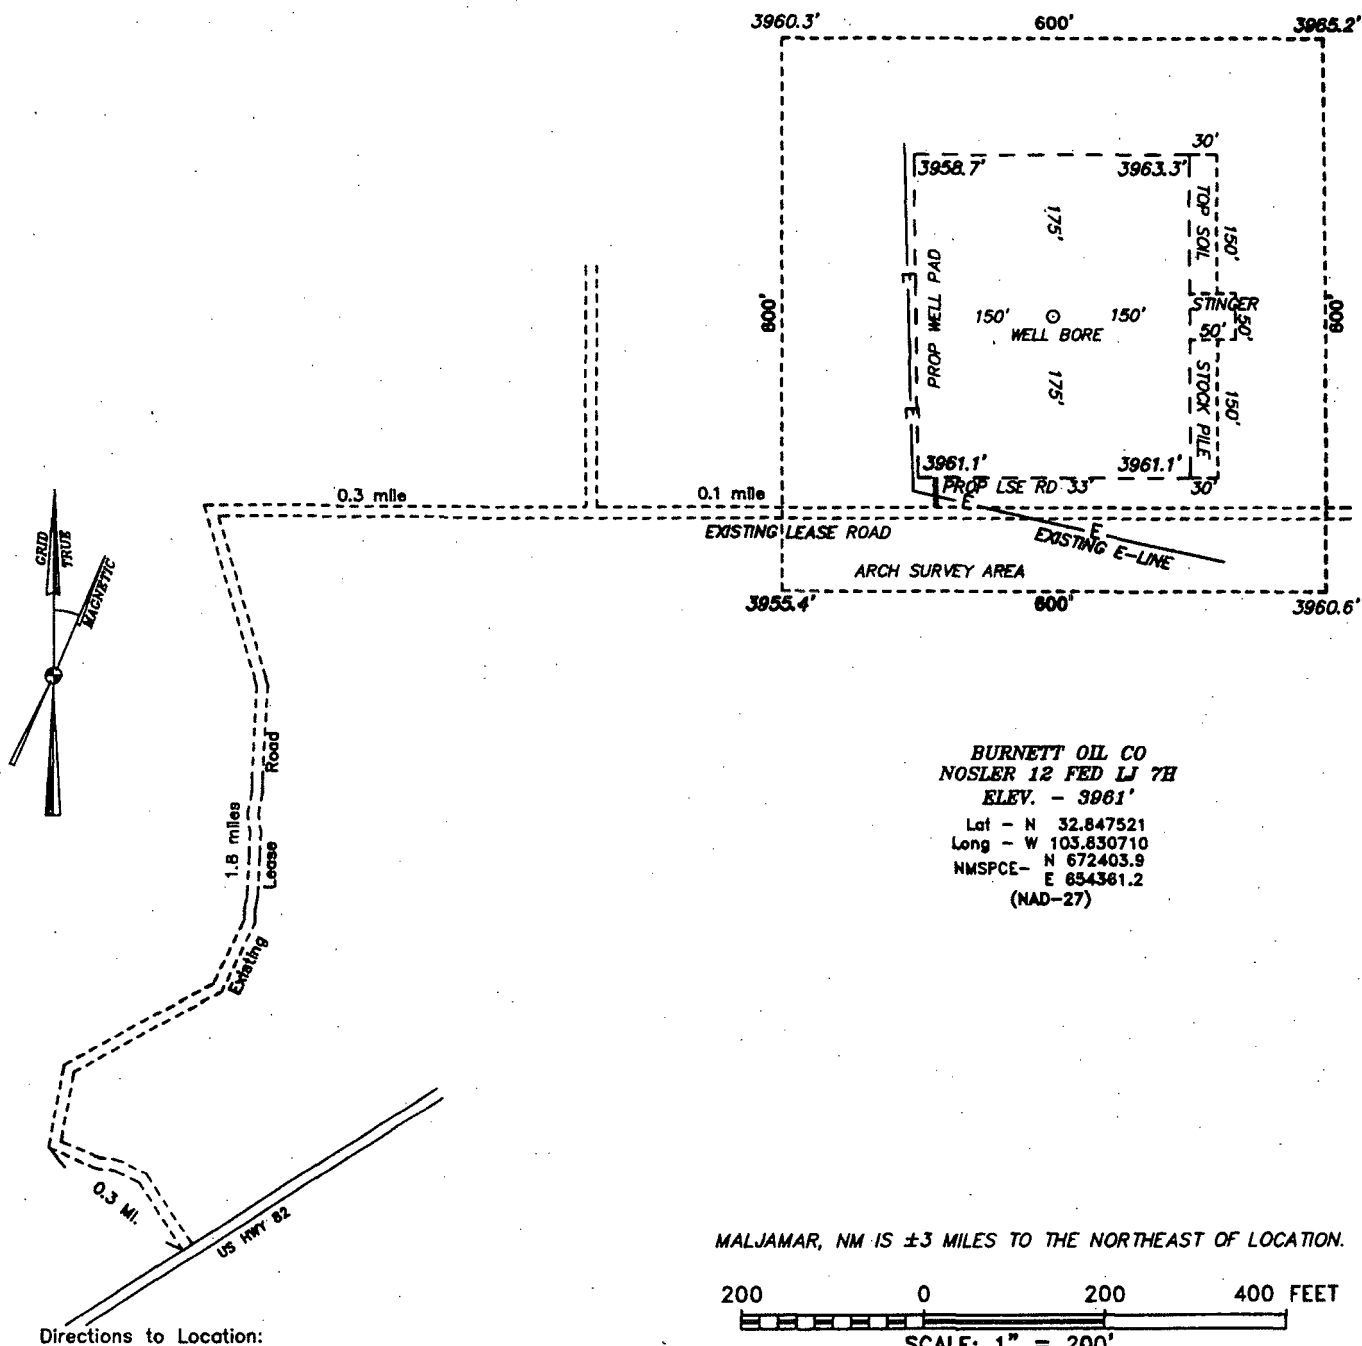 3960.3'
600'
3965.2'
30'
3958.7'
3963.3'
175'
TOP SOIL
150'
PROP WELL PAD
E
600'
150'
150'
WELL BORE
STINGER
50'
50'
600'
175'
STOCK PILE
150'
E
3961.1'
3961.1'
PROP LSE RD 33'
30'
0.3 mile
0.1 mile
E
EXISTING LEASE ROAD
E
EXISTING E-LINE
ARCH SURVEY AREA
3955.4'
600'
3960.6'
GRID
TRUE
MAGNETIC
Road
1.8 miles
Lease
Existing
BURNETT OIL CO
NOSLER 12 FED LJ 7H
ELEV. - 3961'
Lat - N 32.847521
Long - W 103.830710
NMSPCE- N 672403.9
E 654361.2
(NAD-27)
0.3 MI.
US HWY 82
MALJAMAR, NM IS ±3 MILES TO THE NORTHEAST OF LOCATION.
200 0 200 400 FEET
SCALE: 1" = 200'
Directions to Location: